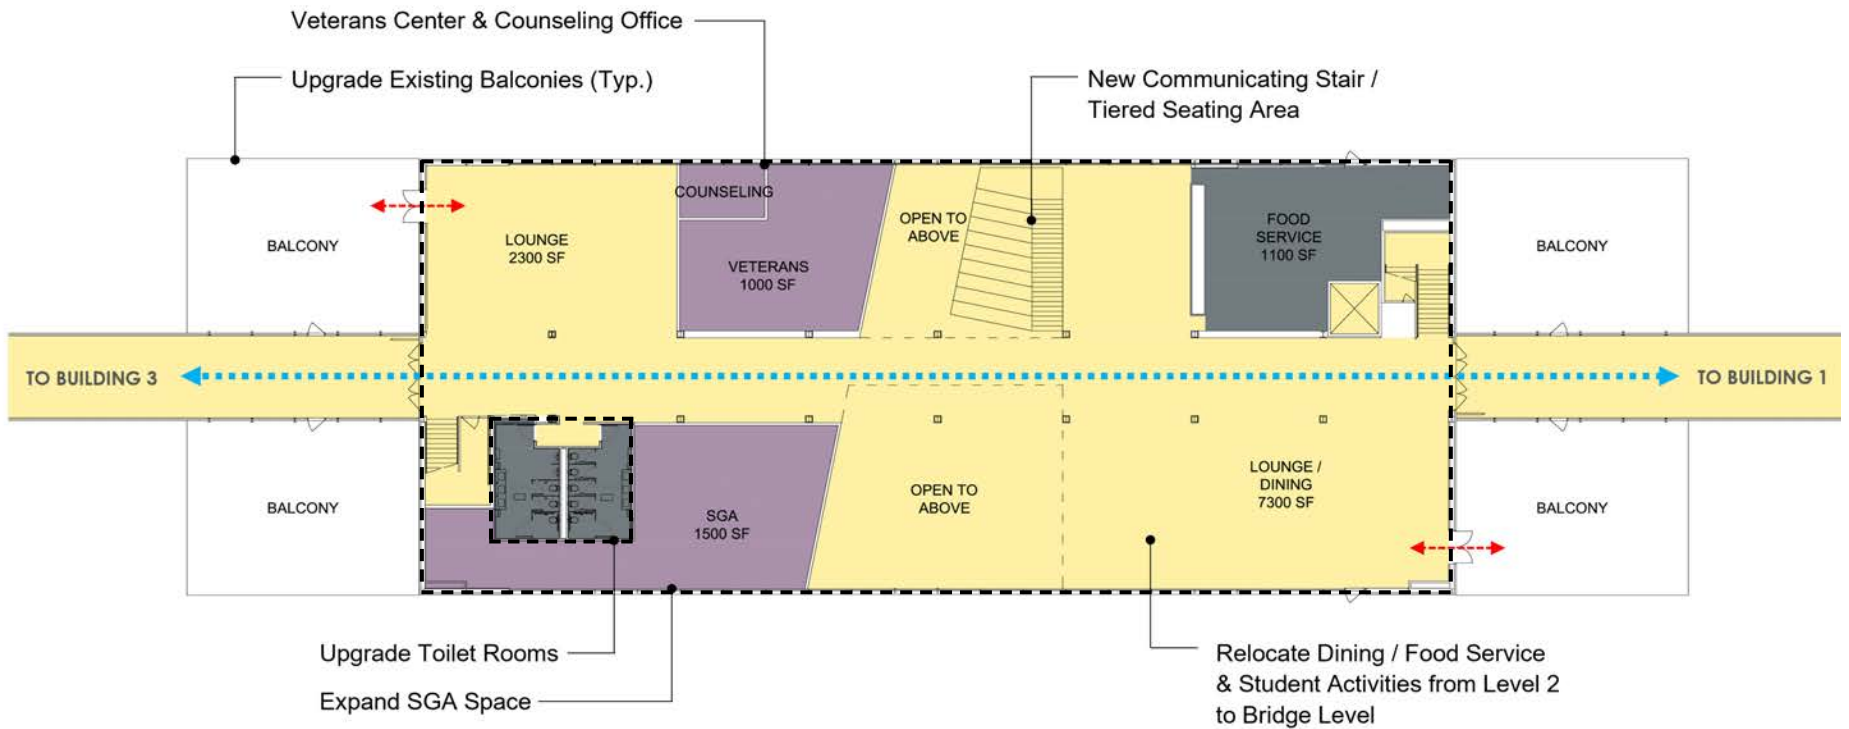 Veterans Center & Counseling Office
Upgrade Existing Balconies (Typ.)
New Communicating Stair /
Tiered Seating Area
COUNSELING
OPEN TO
ABOVE
FOOD
SERVICE
1100 SF
BALCONY
LOUNGE
2300 SF
VETERANS
1000 SF
BALCONY
TO BUILDING 3
TO BUILDING 1
BALCONY
SGA
1500 SF
OPEN TO
ABOVE
LOUNGE /
DINING
7300 SF
BALCONY
Upgrade Toilet Rooms
Expand SGA Space
Relocate Dining / Food Service
& Student Activities from Level 2
to Bridge Level